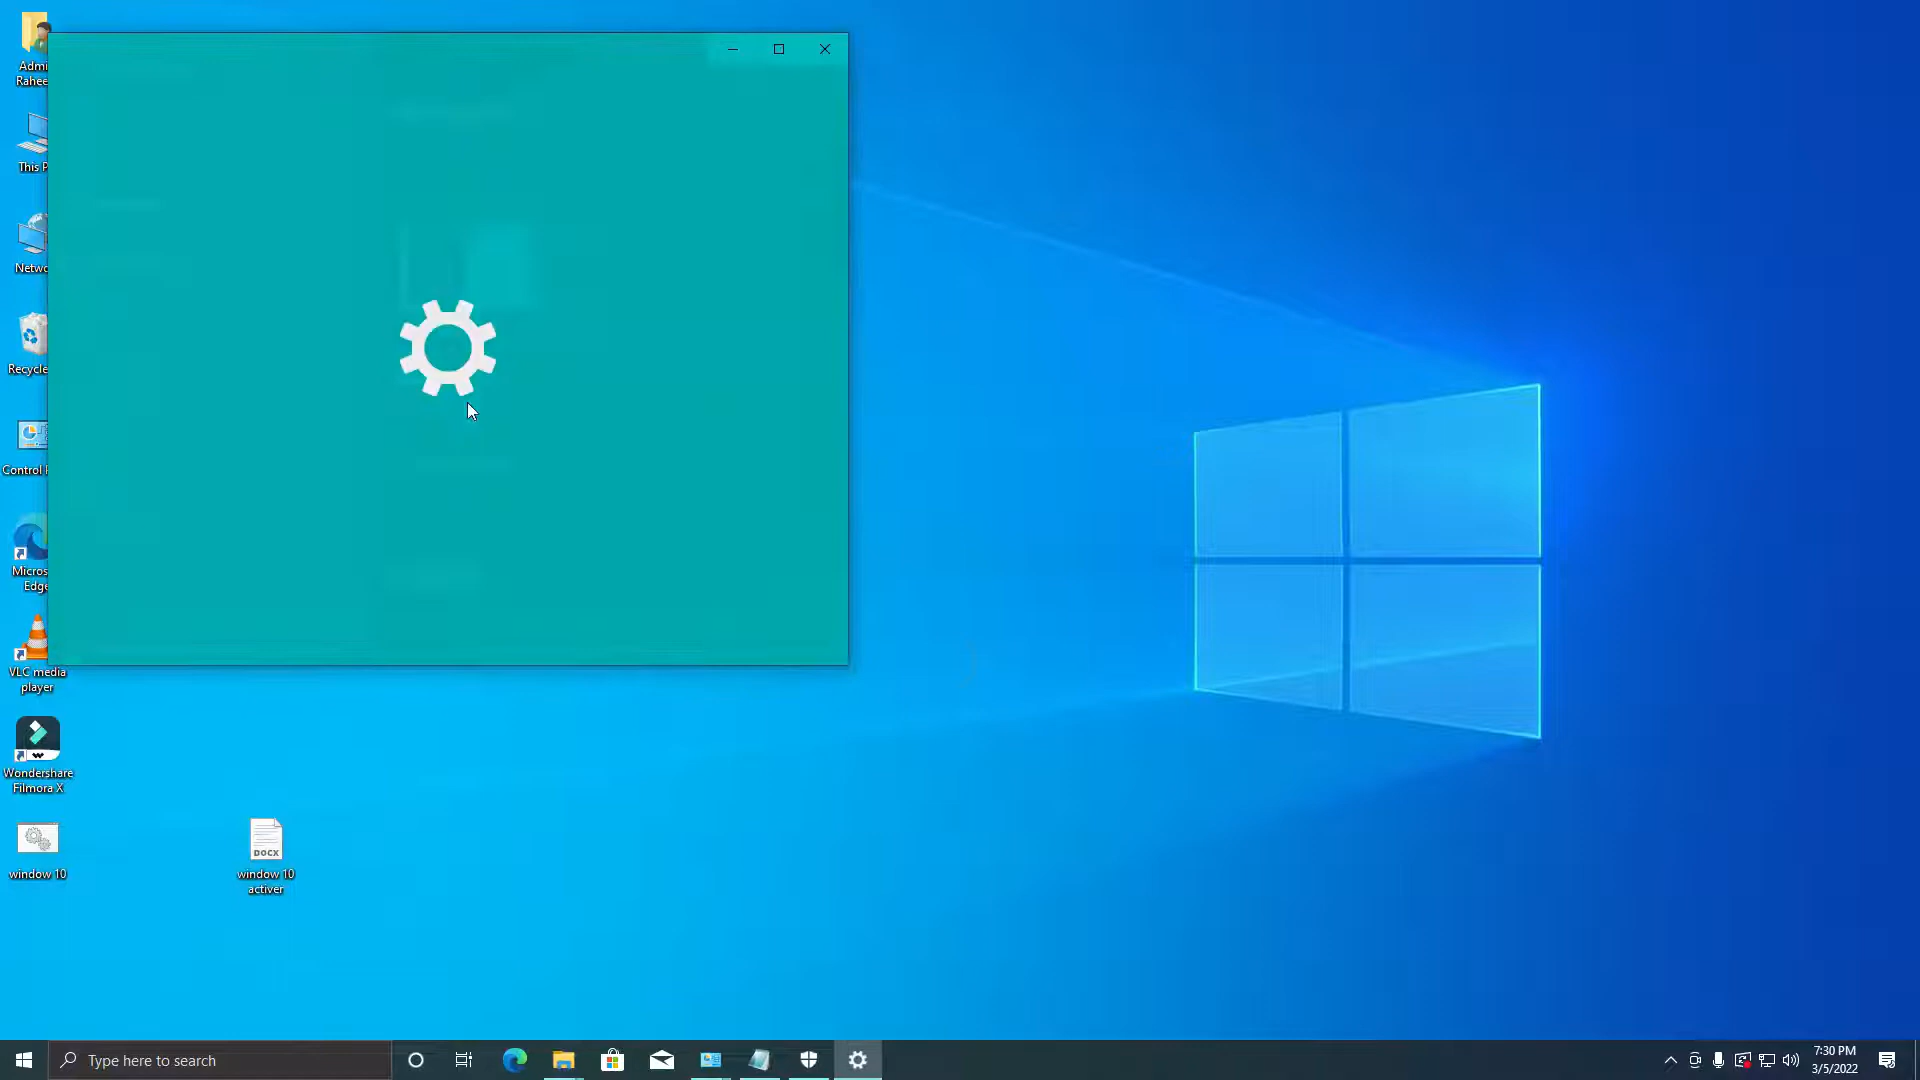 Admi
Rahee
This P
Netwo
Recycle
Control
Micros
Edge
VLC media
player
Wondershare
Filmora X
window 10
DOCX
window 10
activer
Type here to search
7:30 PM
3/5/2022